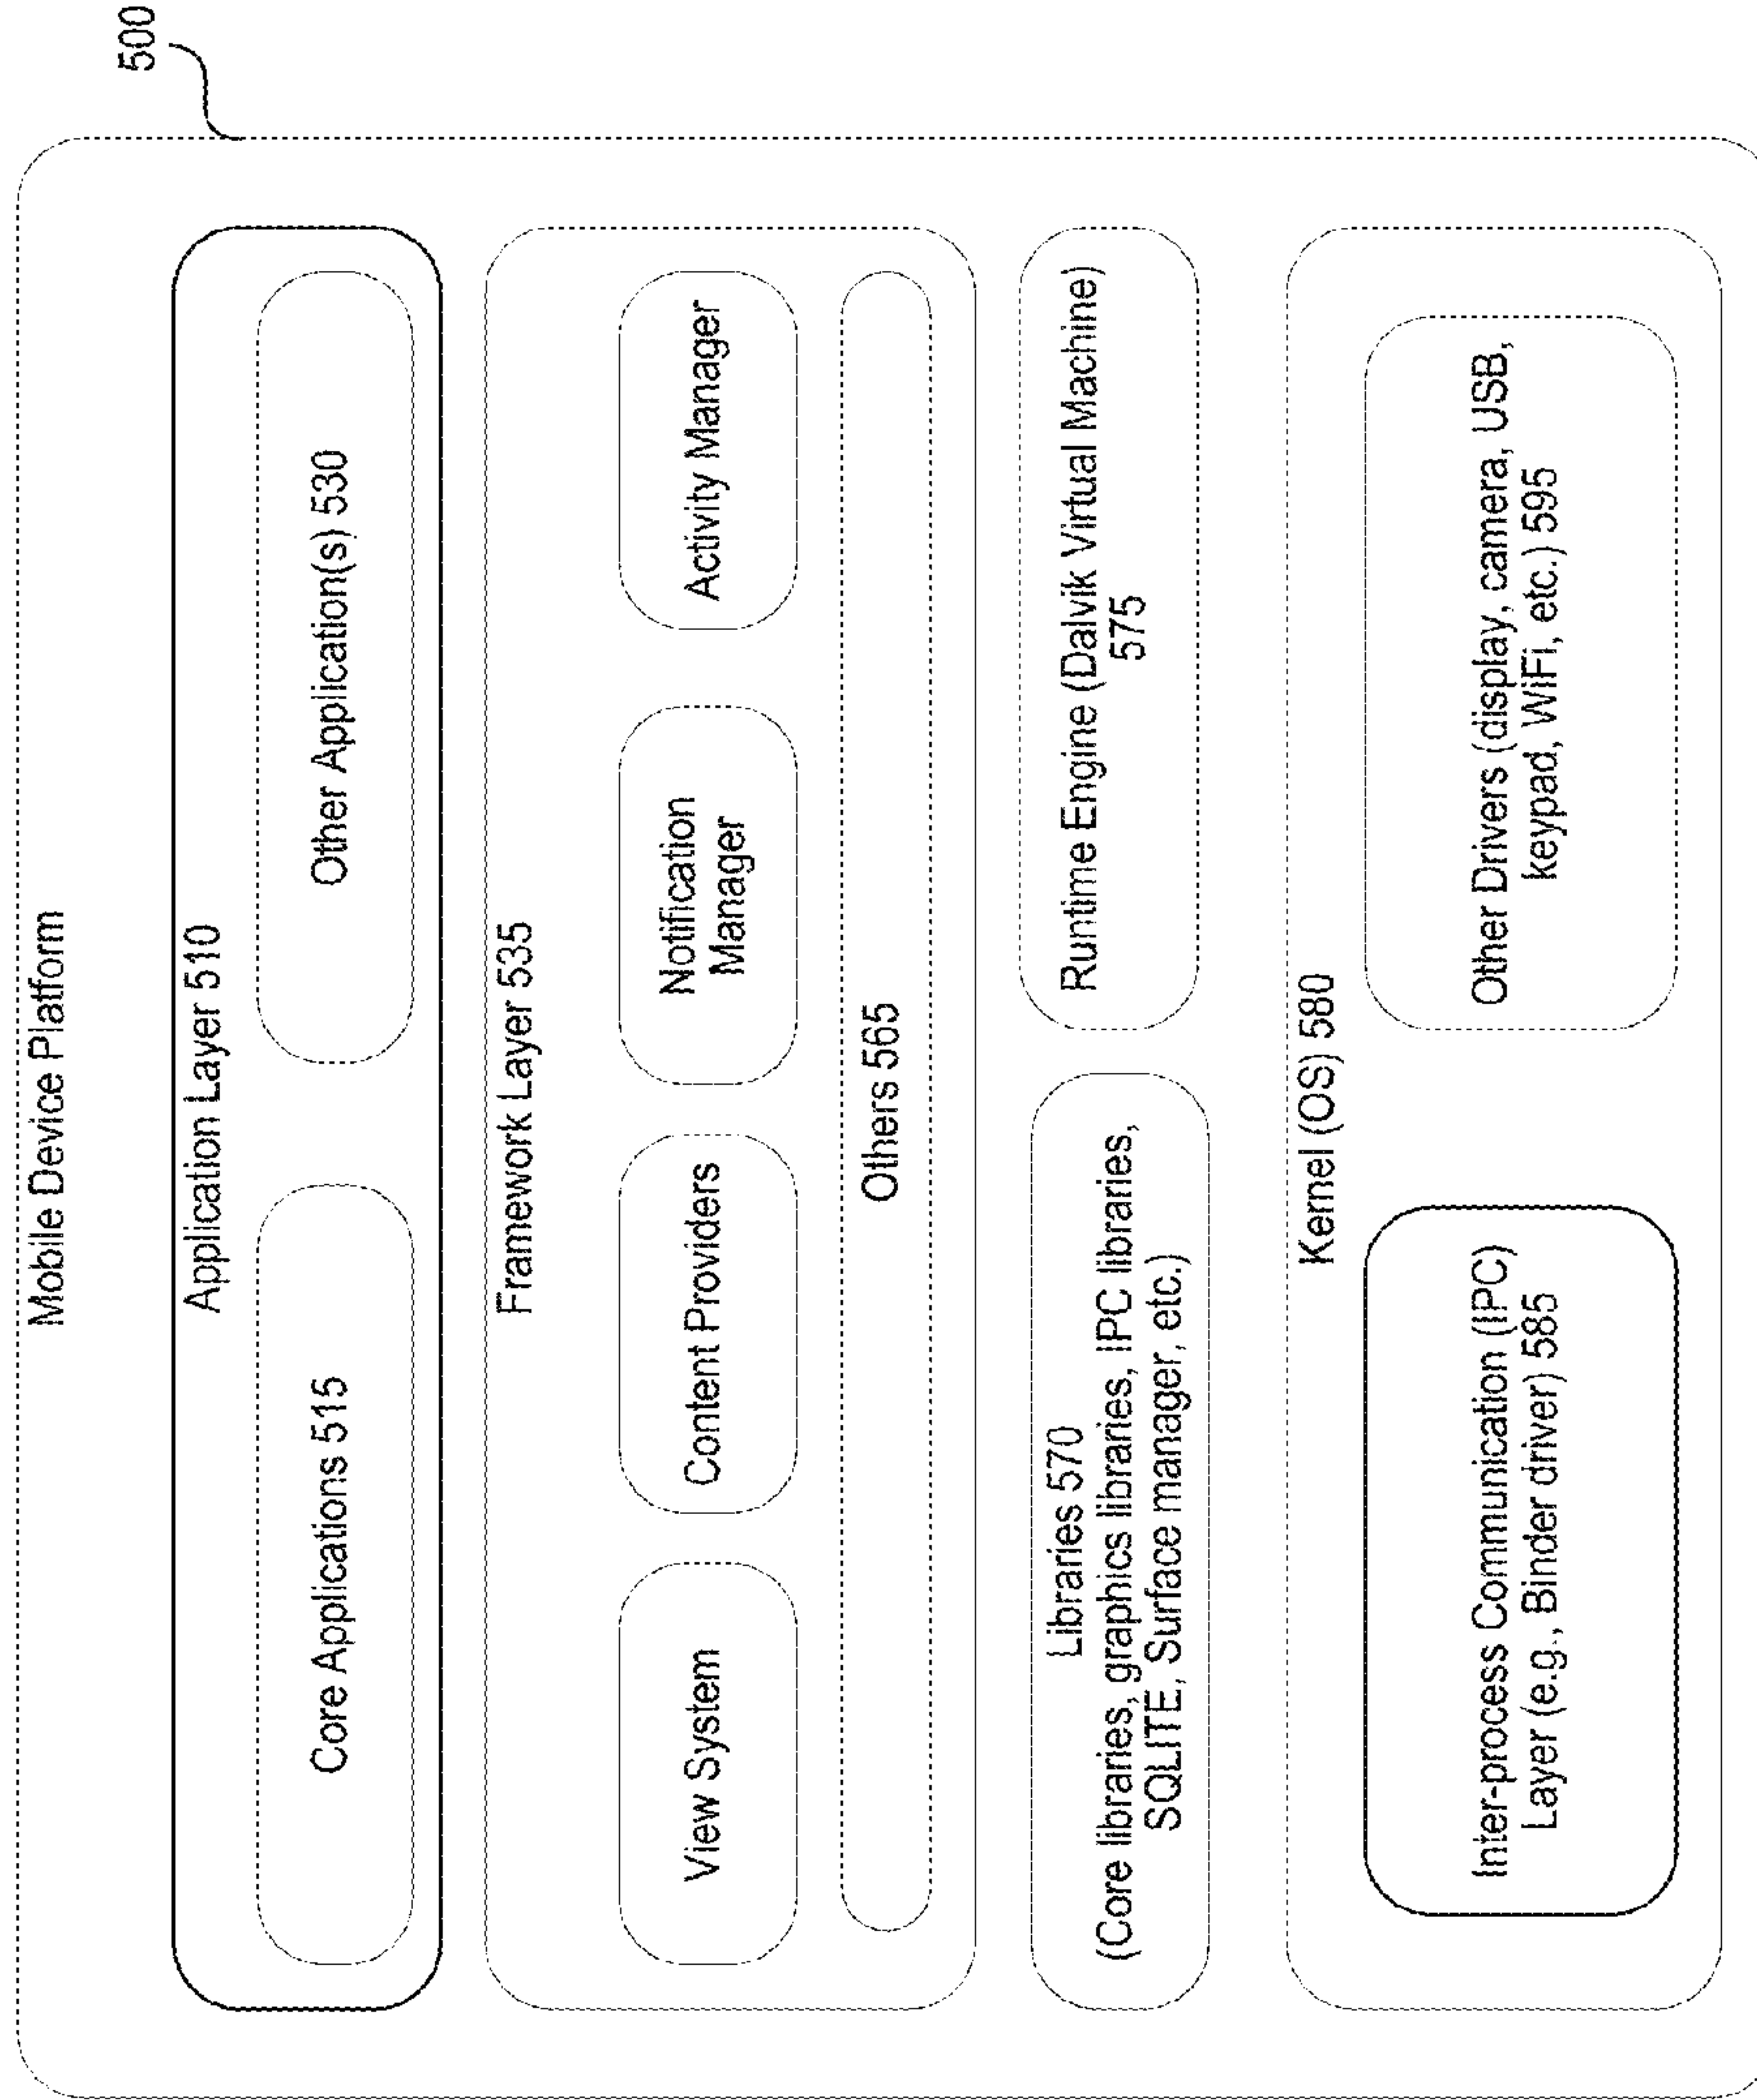 500
Mobile Device Platform
Application Layer 510
Core Applications 515
Other Application(s) 530
Framework Layer 535
View System
Content Providers
Notification
Manager
Activity Manager
Others 565
Libraries 570
(Core libraries, graphics libraries, IPC libraries,
SQLITE, Surface manager, etc.)
Runtime Engine (Dalvik Virtual Machine)
575
Kernel (OS) 580
Inter-process Communication (IPC)
Layer (e.g., Binder driver) 585
Other Drivers (display, camera, USB,
keypad, WiFi, etc.) 595